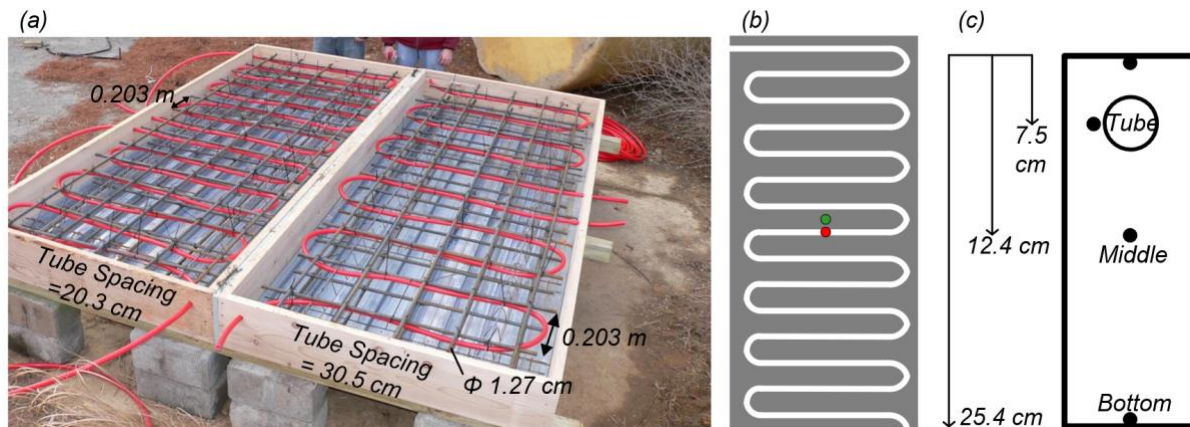 (a)
0.203 m
Tube Spacing
=20.3 cm
Tube Spacing
= 30.5 cm
0.203 m
Φ 1.27 cm
(b)
(c)
Tube
7.5
cm
12.4 cm
Middle
25.4 cm
Bottom